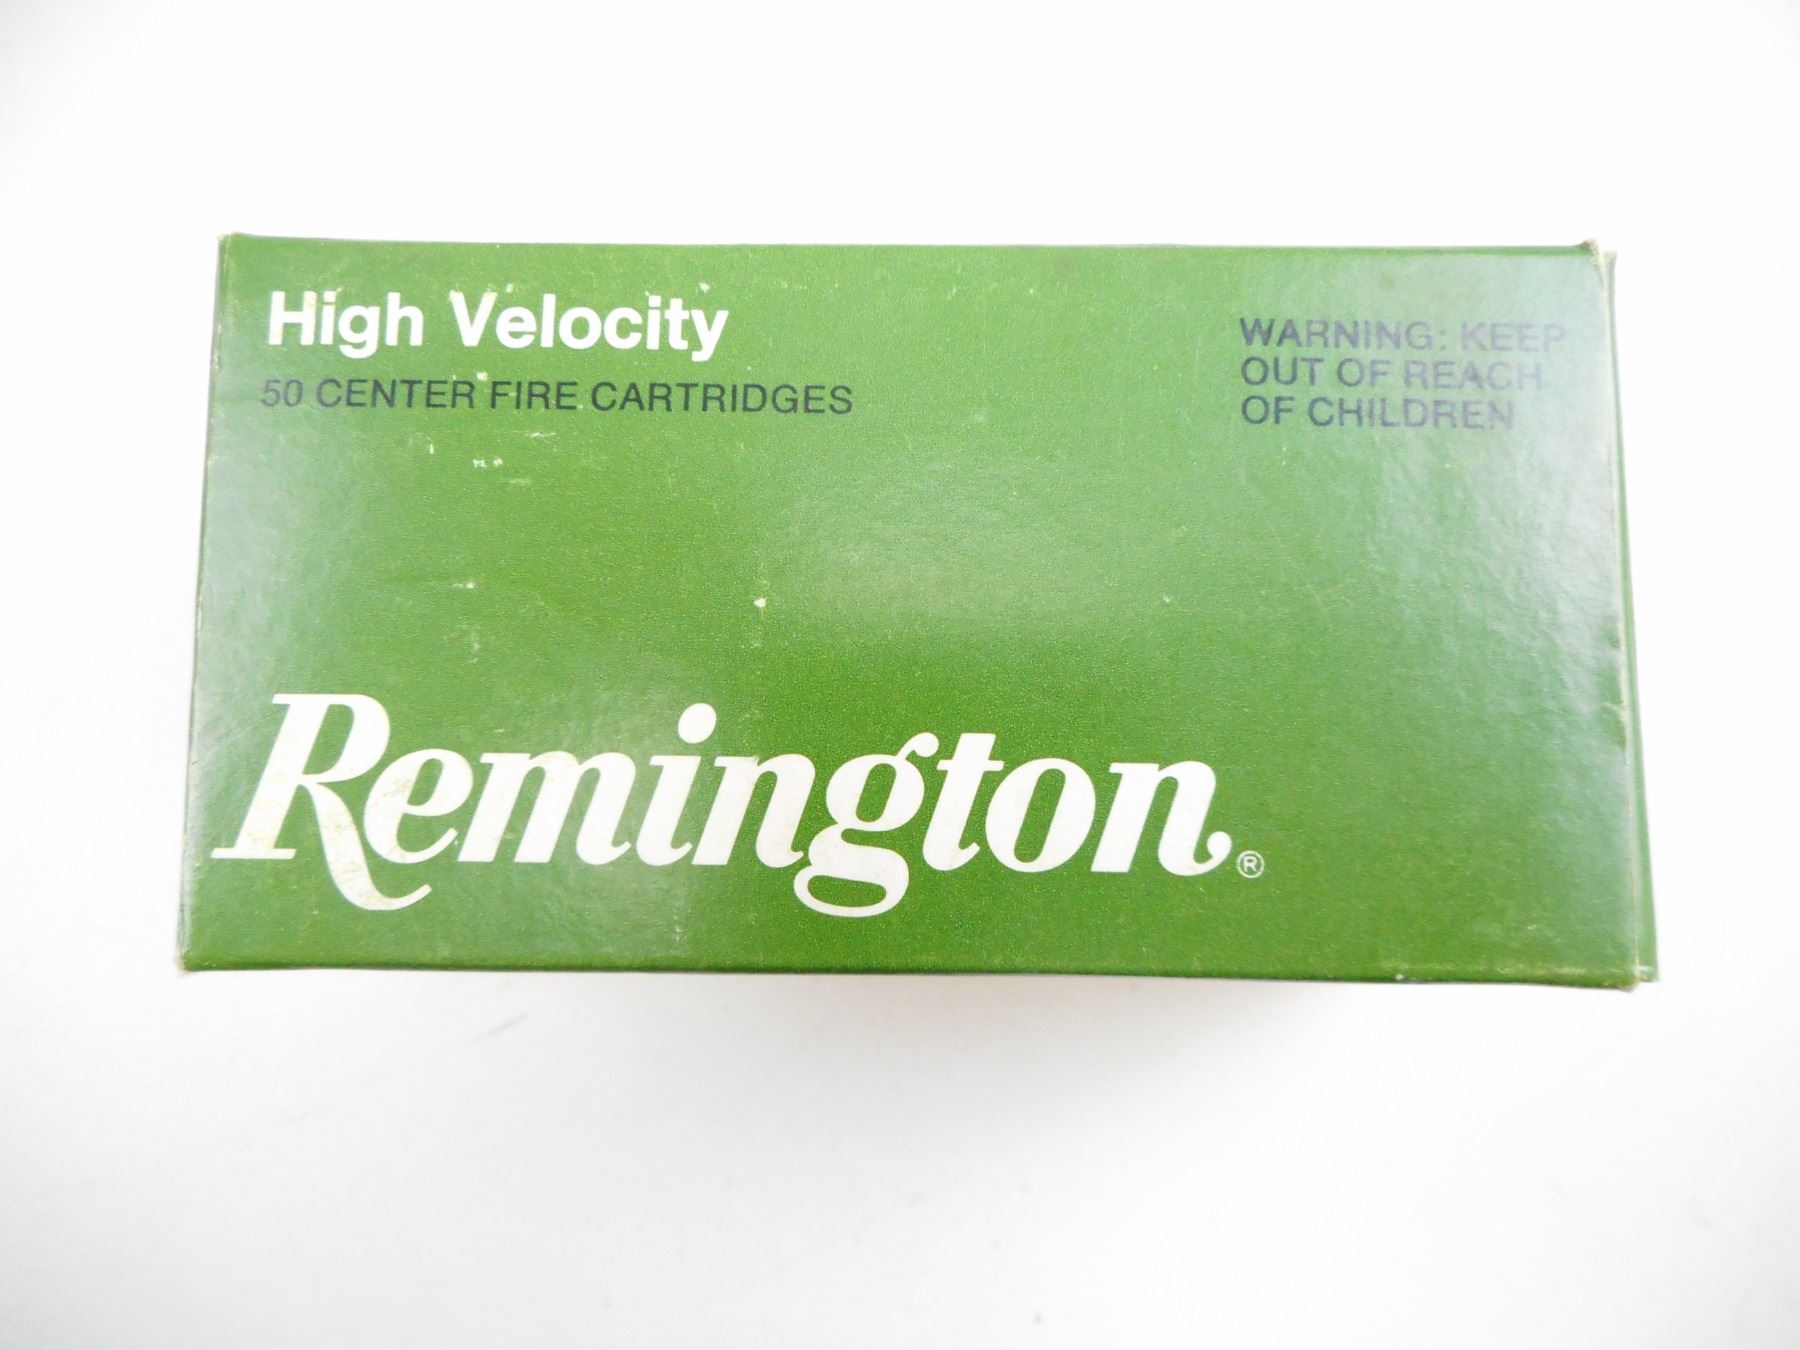 High Velocity
50 CENTER FIRE CARTRIDGES
WARNING: KEEP
OUT OF REACH
OF CHILDREN
Remington®